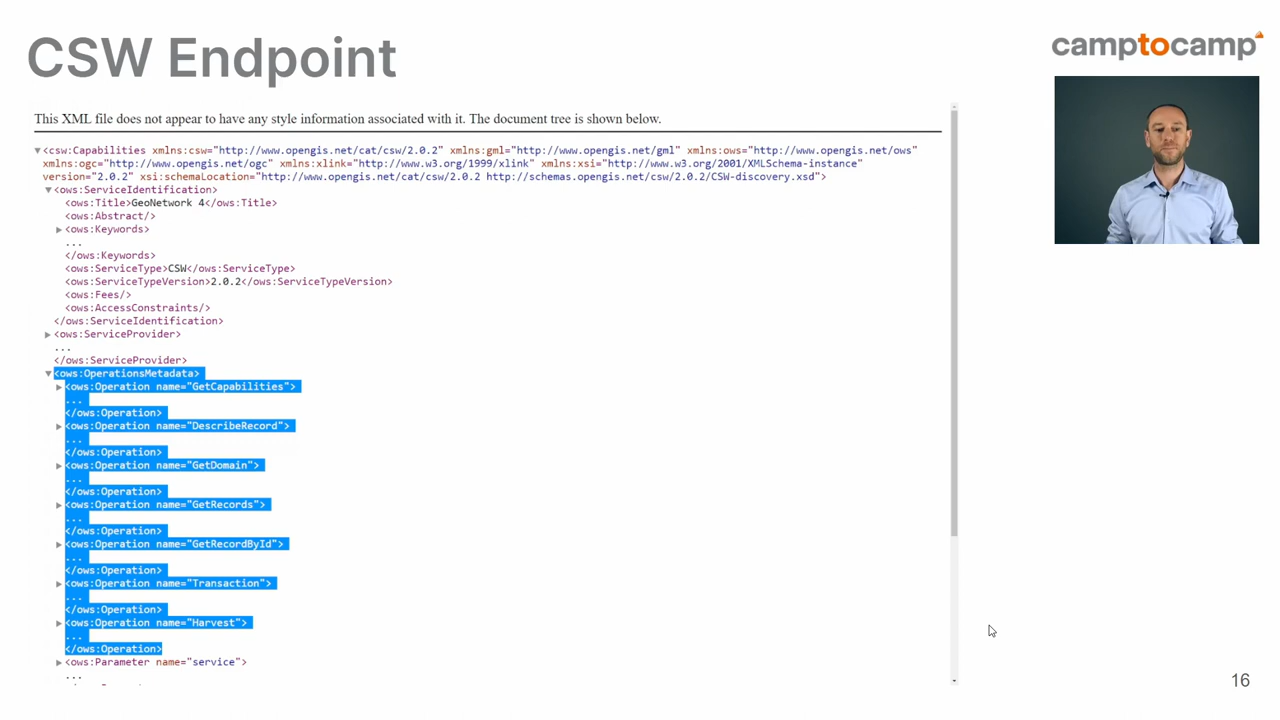 CSW Endpoint
camptocamp
This XML file does not appear to have any style information associated with it. The document tree is shown below.
▼<csw:Capabilities xmlns:csw="http://www.opengis.net/cat/csw/2.0.2" xmlns:gml="http://www.opengis.net/gml" xmlns:ows="http://www.opengis.net/ows"
xmlns:ogc="http://www.opengis.net/ogc" xmlns:xlink="http://www.w3.org/1999/xlink" xmlns:xsi="http://www.w3.org/2001/XMLSchema-instance"
version="2.0.2" xsi:schemaLocation="http://www.opengis.net/cat/csw/2.0.2 http://schemas.opengis.net/csw/2.0.2/CSW-discovery.xsd">
▼<ows:ServiceIdentification>
<ows:Title>GeoNetwork 4</ows:Title>
<ows:Abstract/>
▶<ows:Keywords>
...
</ows:Keywords>
<ows:ServiceType>CSW</ows:ServiceType>
<ows:ServiceTypeVersion>2.0.2</ows:ServiceTypeVersion>
<ows:Fees/>
<ows:AccessConstraints/>
</ows:ServiceIdentification>
▶<ows:ServiceProvider>
...
</ows:ServiceProvider>
▼<ows:OperationsMetadata>
▶<ows:Operation name="GetCapabilities">
...
</ows:Operation>
▶<ows:Operation name="DescribeRecord">
...
</ows:Operation>
▶<ows:Operation name="GetDomain">
...
</ows:Operation>
▶<ows:Operation name="GetRecords">
...
</ows:Operation>
▶<ows:Operation name="GetRecordById">
...
</ows:Operation>
▶<ows:Operation name="Transaction">
...
</ows:Operation>
▶<ows:Operation name="Harvest">
...
</ows:Operation>
▶<ows:Parameter name="service">
...
16